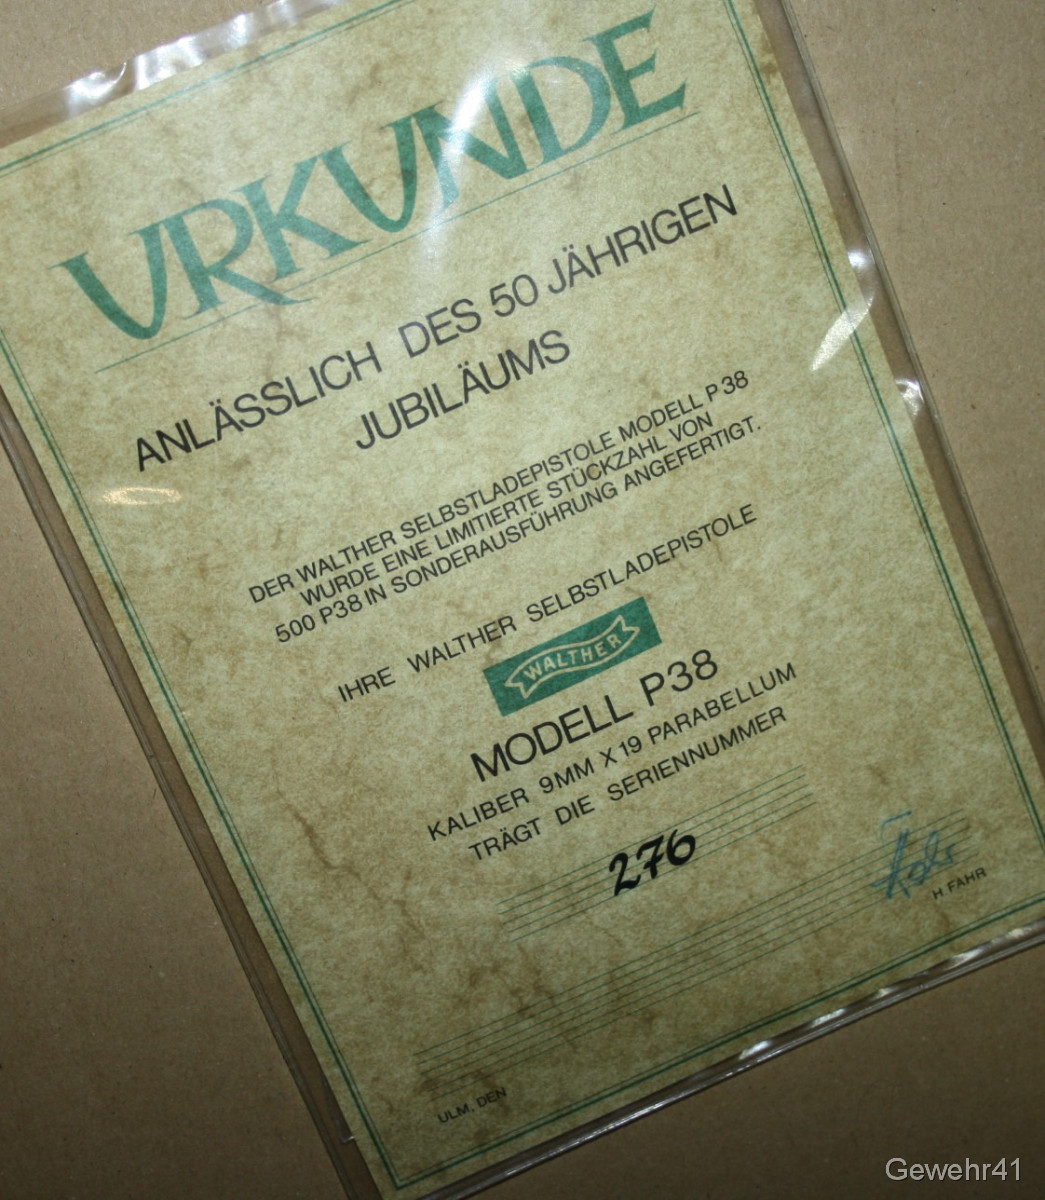 URKUNDE
ANLÄSSLICH DES 50 JÄHRIGEN
JUBILÄUMS
DER WALTHER SELBSTLADEPISTOLE MODELL P38
WURDE EINE LIMITIERTE STÜCKZAHL VON
500 P38 IN SONDERAUSFÜHRUNG ANGEFERTIGT.
IHRE WALTHER SELBSTLADEPISTOLE
WALTHER
MODELL P38
KALIBER 9MM X 19 PARABELLUM
TRÄGT DIE SERIENNUMMER
276
H. FAHR
ULM, DEN
Gewehr41